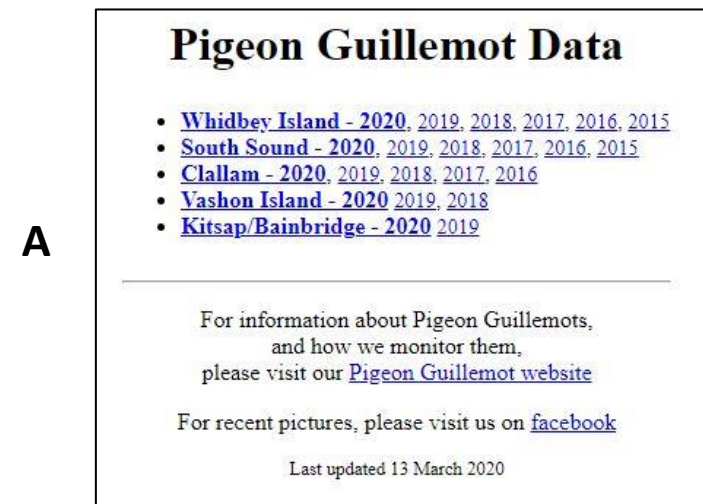 Pigeon Guillemot Data
• Whidbey Island - 2020, 2019, 2018, 2017, 2016, 2015
• South Sound - 2020, 2019, 2018, 2017, 2016, 2015
• Clallam - 2020, 2019, 2018, 2017, 2016
• Vashon Island - 2020 2019, 2018
• Kitsap/Bainbridge - 2020 2019
A
For information about Pigeon Guillemots,
and how we monitor them,
please visit our Pigeon Guillemot website
For recent pictures, please visit us on facebook
Last updated 13 March 2020